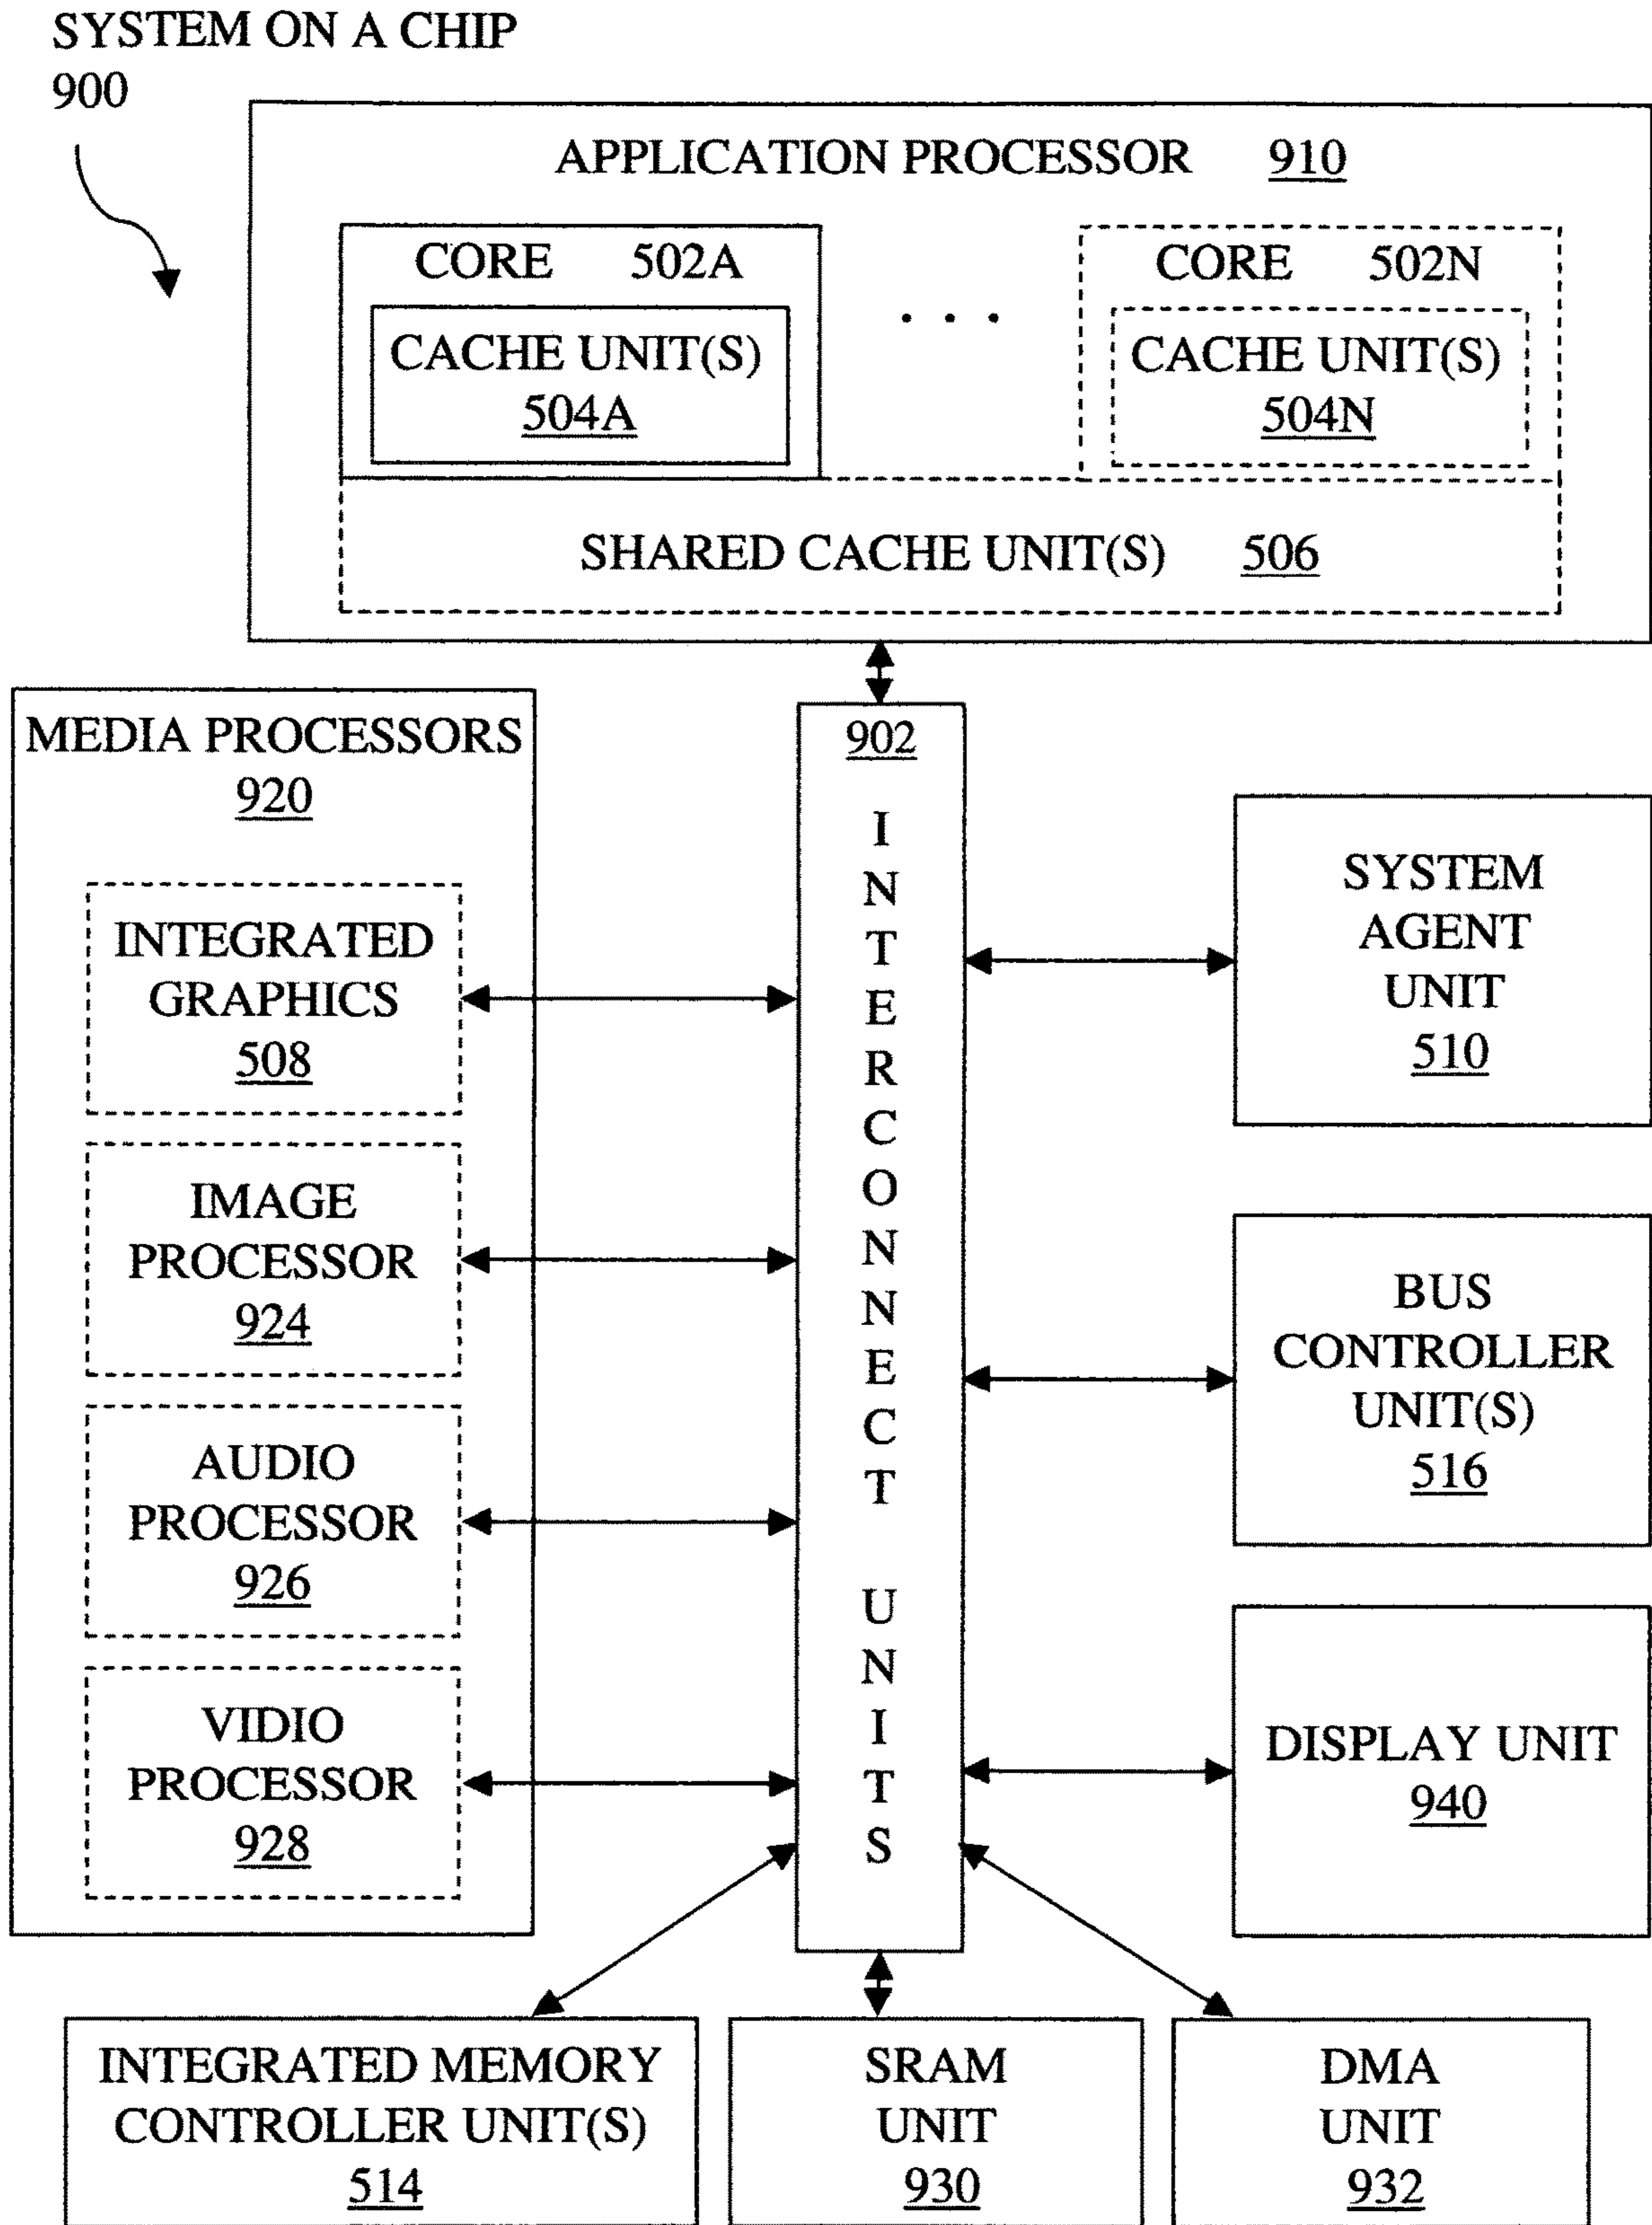 SYSTEM ON A CHIP
900
APPLICATION PROCESSOR 910
CORE 502A
CACHE UNIT(S)
504A
. . .
CORE 502N
CACHE UNIT(S)
504N
SHARED CACHE UNIT(S) 506
MEDIA PROCESSORS
920
INTEGRATED
GRAPHICS
508
IMAGE
PROCESSOR
924
AUDIO
PROCESSOR
926
VIDIO
PROCESSOR
928
902
INTERCONNECT UNITS
SYSTEM
AGENT
UNIT
510
BUS
CONTROLLER
UNIT(S)
516
DISPLAY UNIT
940
INTEGRATED MEMORY
CONTROLLER UNIT(S)
514
SRAM
UNIT
930
DMA
UNIT
932